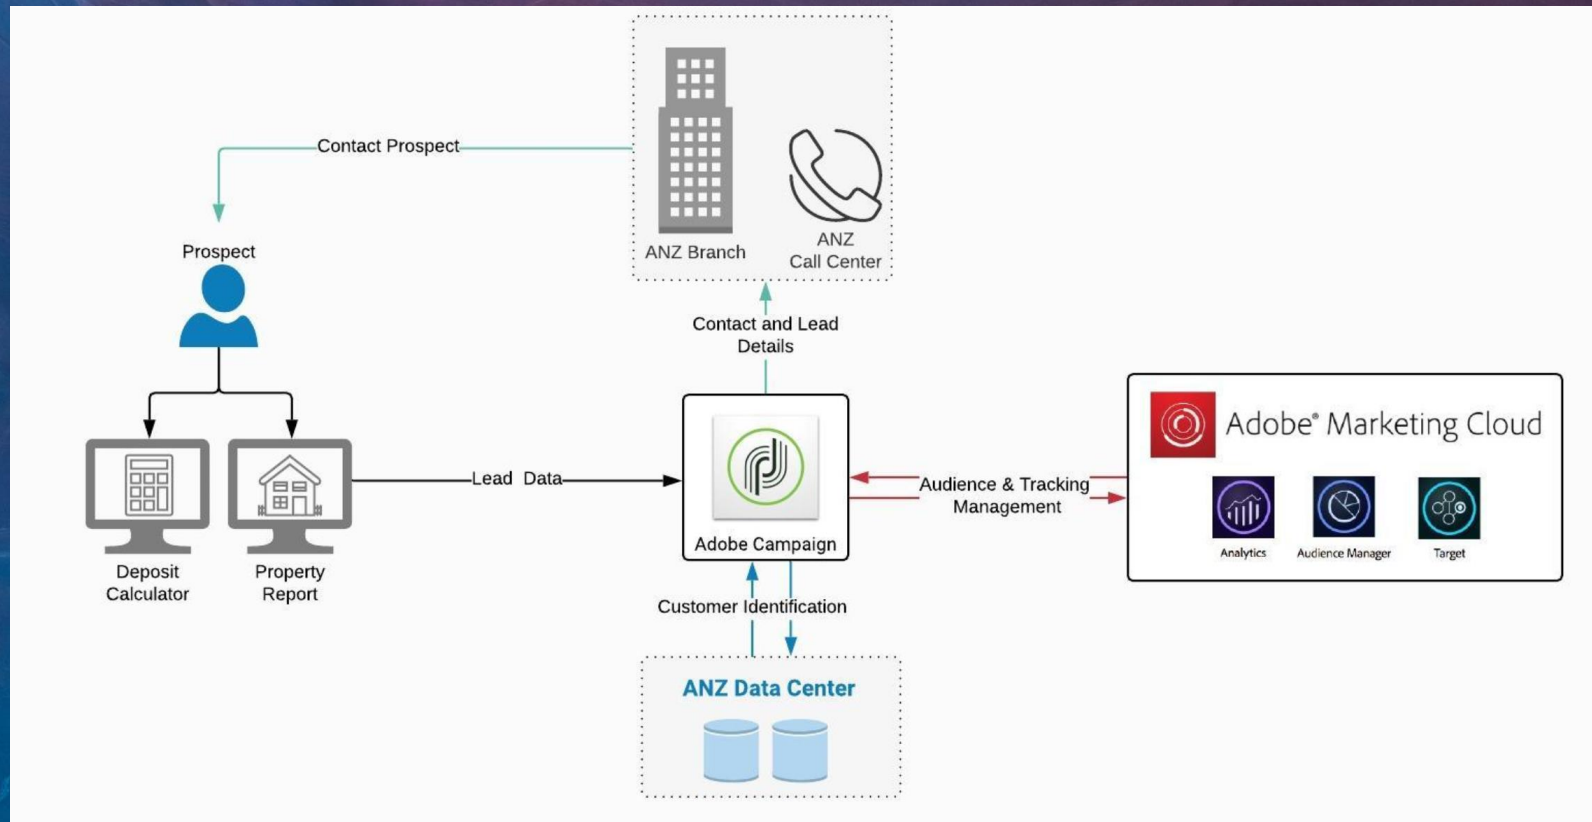 Contact Prospect
ANZ Branch
ANZ
Call Center
Prospect
Contact and Lead
Details
Adobe® Marketing Cloud
Lead Data
Audience & Tracking
Management
Adobe Campaign
Analytics
Audience Manager
Target
Deposit
Calculator
Property
Report
Customer Identification
ANZ Data Center